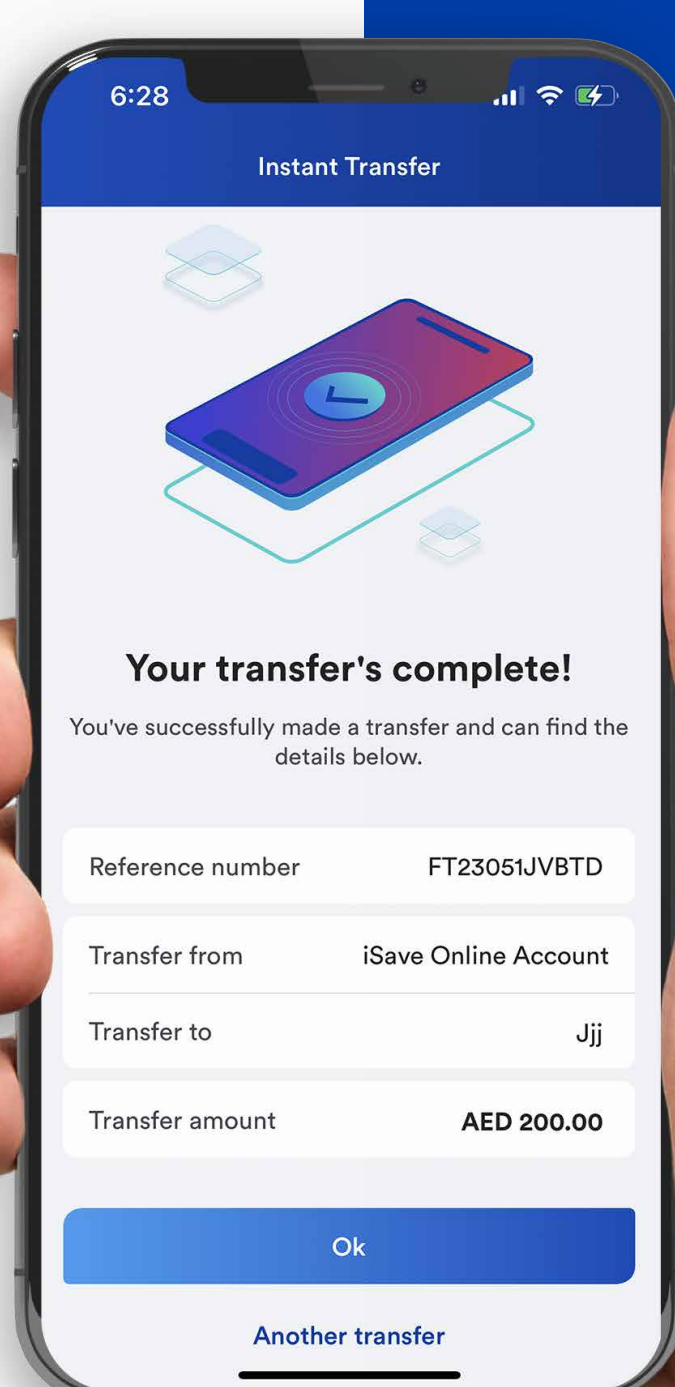 6:28
Instant Transfer
Your transfer's complete!
You've successfully made a transfer and can find the
details below.
Reference number FT23051JVBTD
Transfer from iSave Online Account
Transfer to Jjj
Transfer amount AED 200.00
Ok
Another transfer